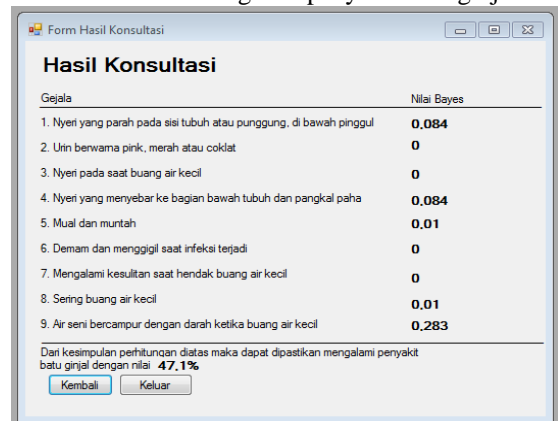 Form Hasil Konsultasi
Hasil Konsultasi
Gejala Nilai Bayes
1. Nyeri yang parah pada sisi tubuh atau punggung, di bawah pinggul 0,084
2. Urin berwarna pink, merah atau coklat 0
3. Nyeri pada saat buang air kecil 0
4. Nyeri yang menyebar ke bagian bawah tubuh dan pangkal paha 0,084
5. Mual dan muntah 0,01
6. Demam dan menggigil saat infeksi terjadi 0
7. Mengalami kesulitan saat hendak buang air kecil 0
8. Sering buang air kecil 0,01
9. Air seni bercampur dengan darah ketika buang air kecil 0,283
Dari kesimpulan perhitungan diatas maka dapat dipastikan mengalami penyakit
batu ginjal dengan nilai 47,1%
Kembali Keluar